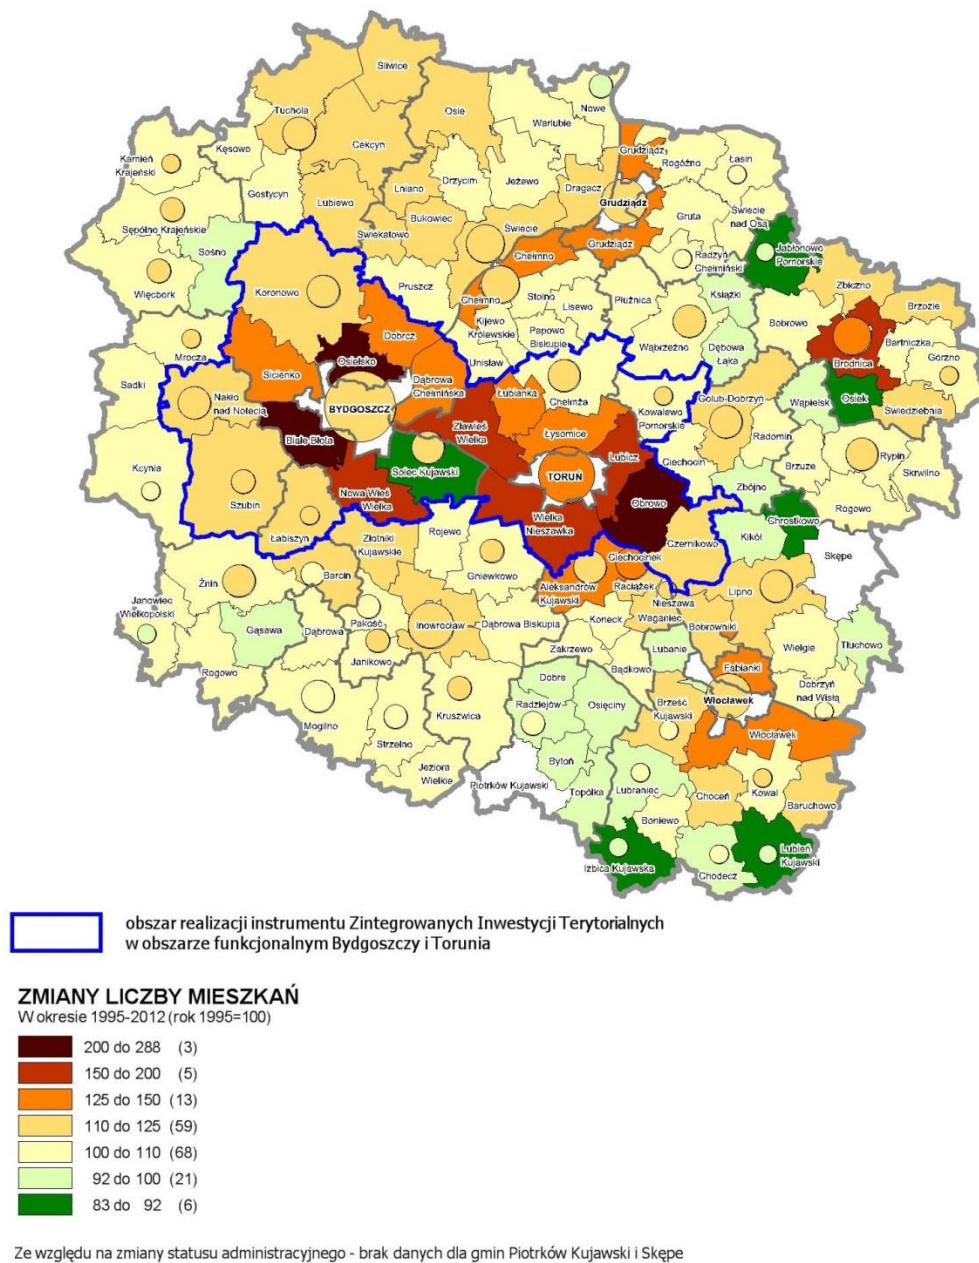 Śliwice
Tuchola
Osie
Nowe
Warlubie
Cekcyn
Kęsowo
Kamień
Krajeński
Grudziądz
Rogóźno
Łasin
Gostycyn
Lniano
Drzycim
Jeżewo
Dragacz
Lubiewo
Bukowiec
Grudziądz
Świecie
nad Osą
Sępólno Krajeńskie
Świekatowo
Świecie
Gruta
Sośno
Grudziądz
Jabłonowo
Pomorskie
Chełmno
Radzyń
Chełmiński
Więcbork
Koronowo
Pruszcz
Zbiczno
Stolno
Płużnica
Książki
Chełmno
Lisewo
Brzozie
Kijewo
Królewskie
Bobrowo
Dobrcz
Papowo
Biskupie
Bartniczka
Mrocza
Osielsko
Wąbrzeźno
Dębowa
Łąka
Górzno
Unisław
Brodnica
Sicienko
Sadki
Dąbrowa
Chełmińska
Łubianka
Chełmża
Wąpielsk
Osiek
Nakło
nad Notecią
BYDGOSZCZ
Kowalewo
Pomorskie
Golub-Dobrzyń
Świedziebnia
Zławieś
Wielka
Łysomice
Radomin
Białe Błota
Lubicz
Rypin
Solec Kujawski
Ciechocin
Brzuze
Skrwilno
Kcynia
TORUŃ
Zbójno
Szubin
Nowa Wieś
Wielka
Obrowo
Rogowo
Wielka
Nieszawka
Chrostkowo
Łabiszyn
Rojewo
Czernikowo
Kikół
Złotniki
Kujawskie
Skępe
Ciechocinek
Gniewkowo
Barcin
Żnin
Aleksandrów
Kujawski
Raciążek
Lipno
Janowiec
Wielkopolski
Nieszawa
Pakość
Inowrocław
Waganiec
Gąsawa
Dąbrowa
Dąbrowa Biskupia
Koneck
Bobrowniki
Wielgie
Tłuchowo
Zakrzewo
Lubanie
Janikowo
Rogowo
Bądkowo
Fabianki
Dobre
Dobrzyń
nad Wisłą
Radziejów
Osięciny
Brześć
Kujawski
Włocławek
Kruszwica
Mogilno
Włocławek
Strzelno
Bytoń
Jeziora
Wielkie
Piotrków Kujawski
Lubraniec
Choceń
Kowal
Topólka
Baruchowo
Boniewo
Izbica Kujawska
Lubień
Kujawski
Chodecz
obszar realizacji instrumentu Zintegrowanych Inwestycji Terytorialnych
w obszarze funkcjonalnym Bydgoszczy i Torunia
ZMIANY LICZBY MIESZKAŃ
W okresie 1995-2012 (rok 1995=100)
200 do 288 (3)
150 do 200 (5)
125 do 150 (13)
110 do 125 (59)
100 do 110 (68)
92 do 100 (21)
83 do 92 (6)
Ze względu na zmiany statusu administracyjnego - brak danych dla gmin Piotrków Kujawski i Skępe